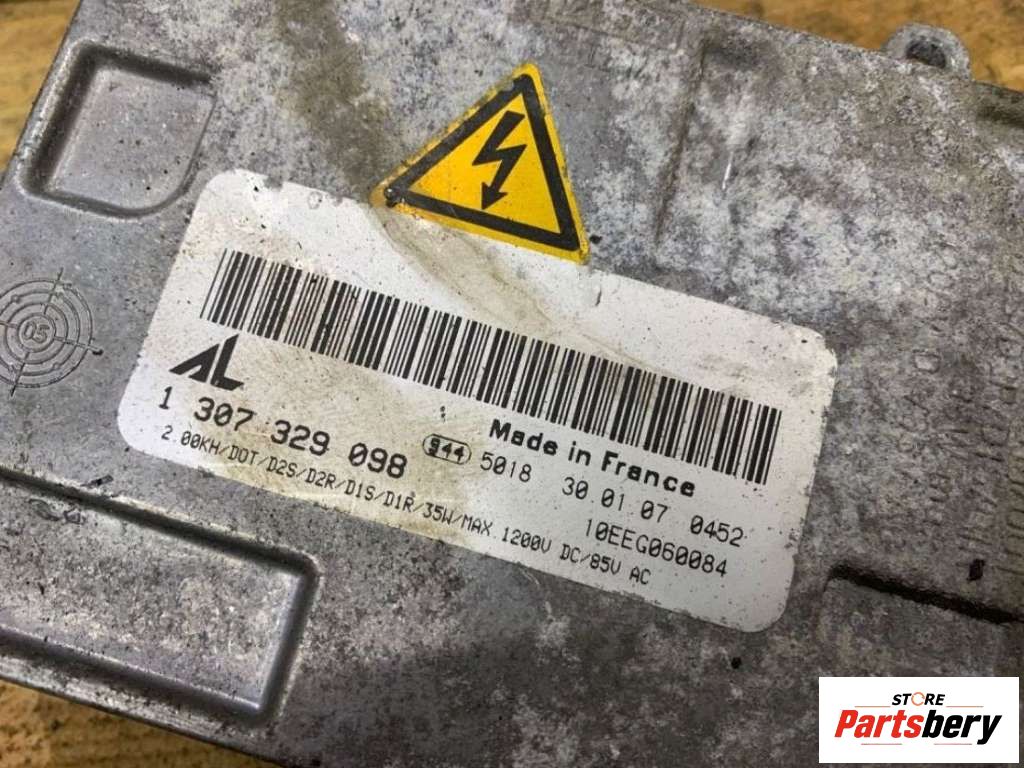 05
AL
1 307 329 098
Made in France
944 5018 30.01.07 0452
10EEG060084
2.00KH/DOT/D2S/D2R/D1S/D1R/35W/MAX.1200V DC/85V AC
STORE
Partsbery